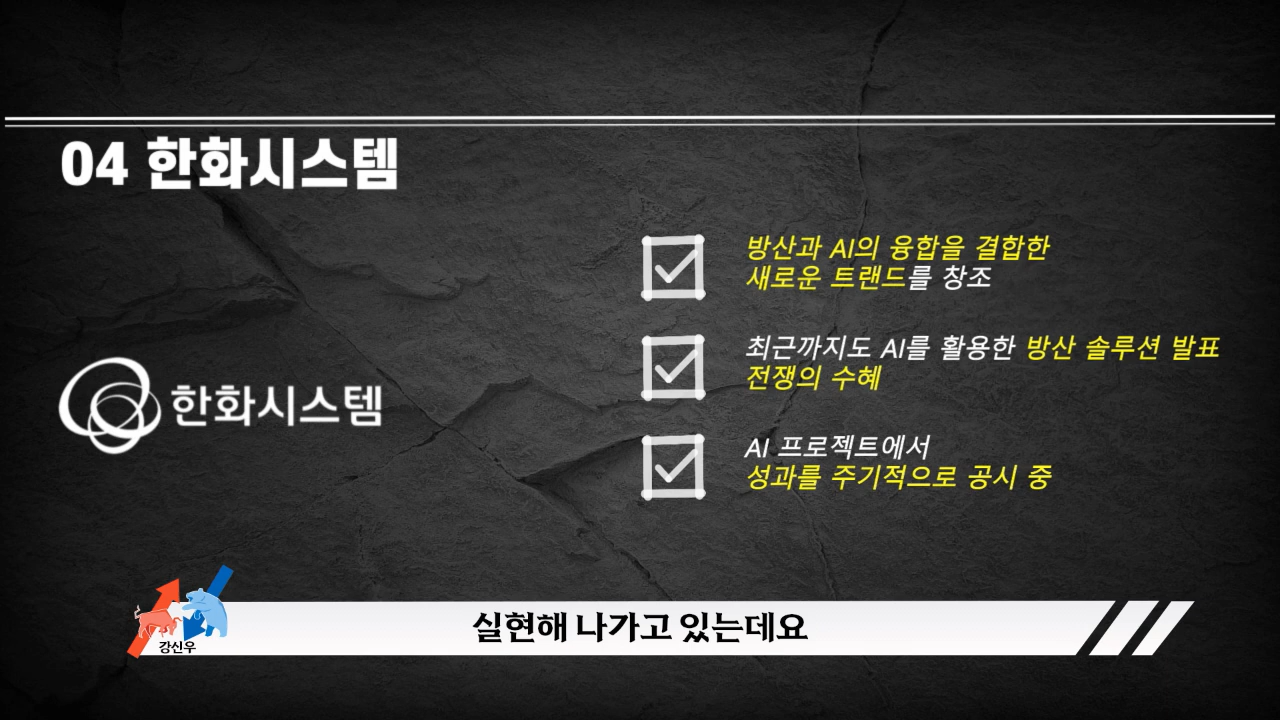 04 한화시스템
방산과 AI의 융합을 결합한
새로운 트랜드를 창조
최근까지도 AI를 활용한 방산 솔루션 발표
전쟁의 수혜
한화시스템
AI 프로젝트에서
성과를 주기적으로 공시 중
강신우
실현해 나가고 있는데요